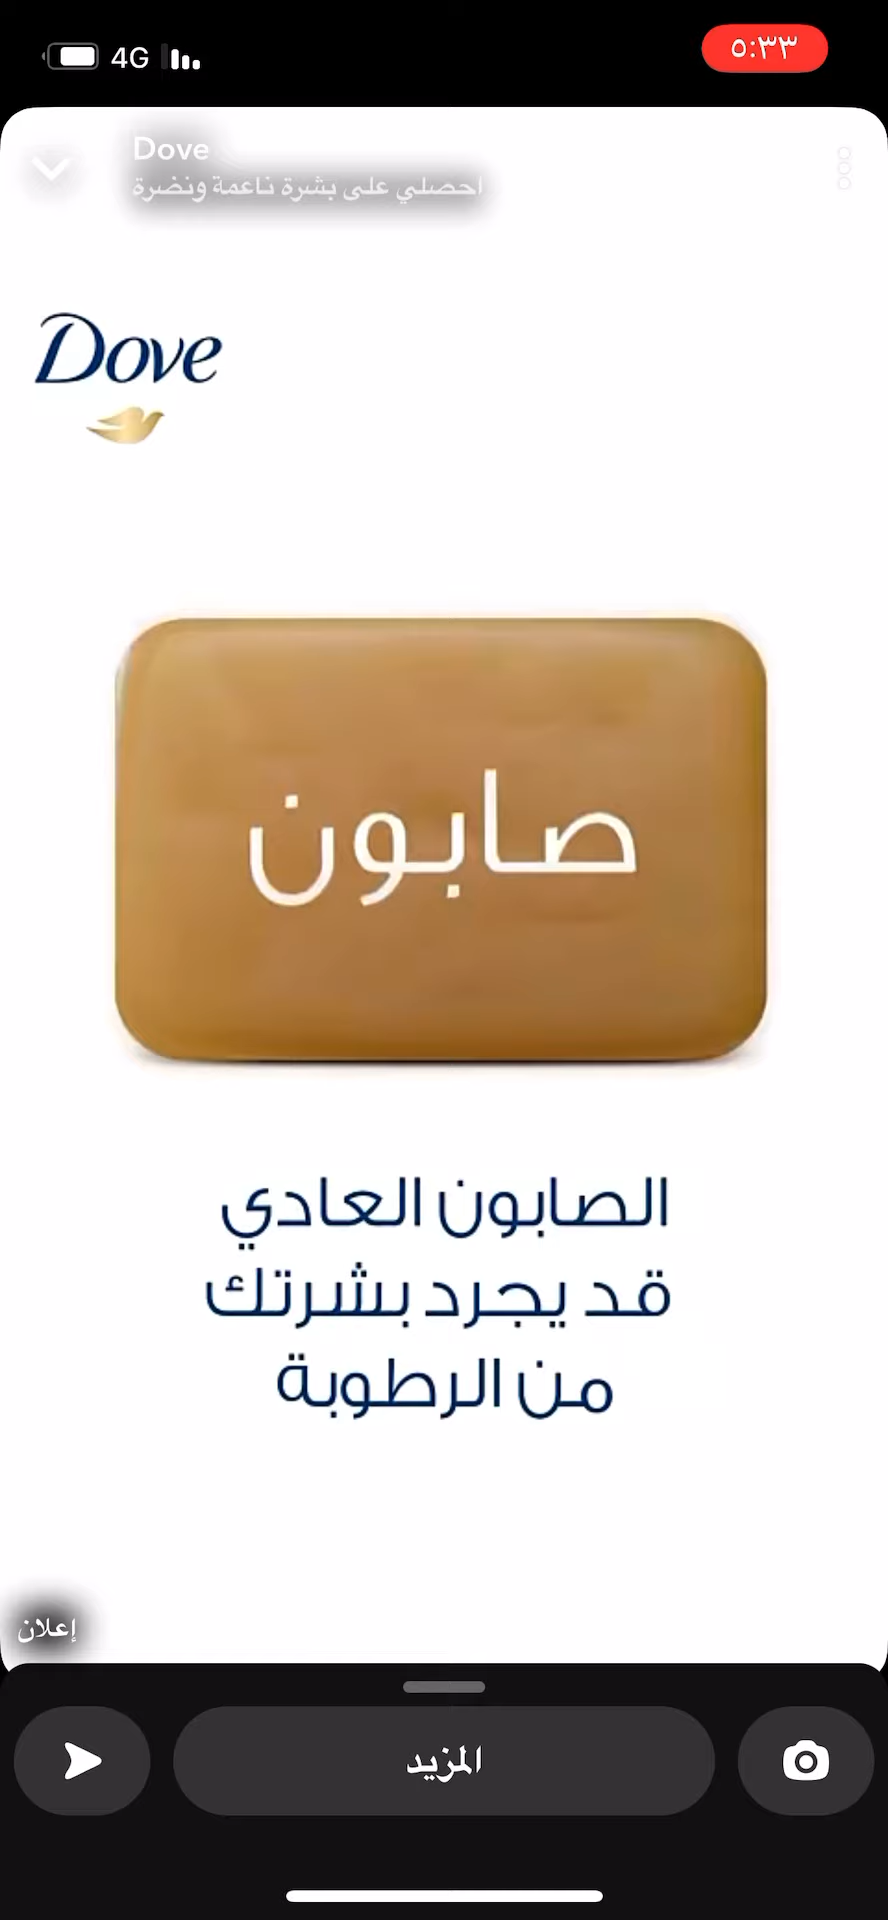 4G
٥:٣٣
Dove
احصلي على بشرة ناعمة ونضرة
Dove
صابون
الصابون العادي
قد يجرد بشرتك
من الرطوبة
إعلان
المزيد